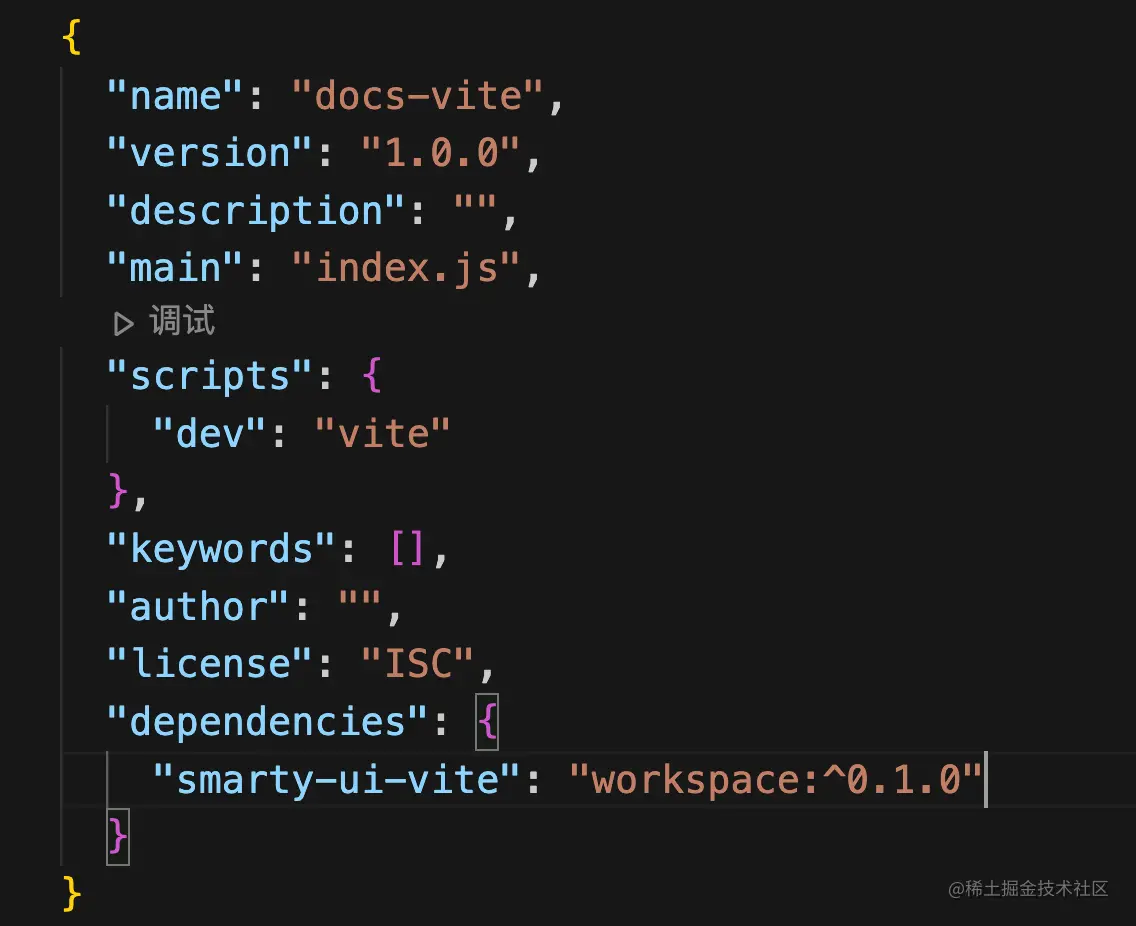 {
  "name": "docs-vite",
  "version": "1.0.0",
  "description": "",
  "main": "index.js",
  调试
  "scripts": {
    "dev": "vite"
  },
  "keywords": [],
  "author": "",
  "license": "ISC",
  "dependencies": {
    "smarty-ui-vite": "workspace:^0.1.0"
  }
}
@稀土掘金技术社区